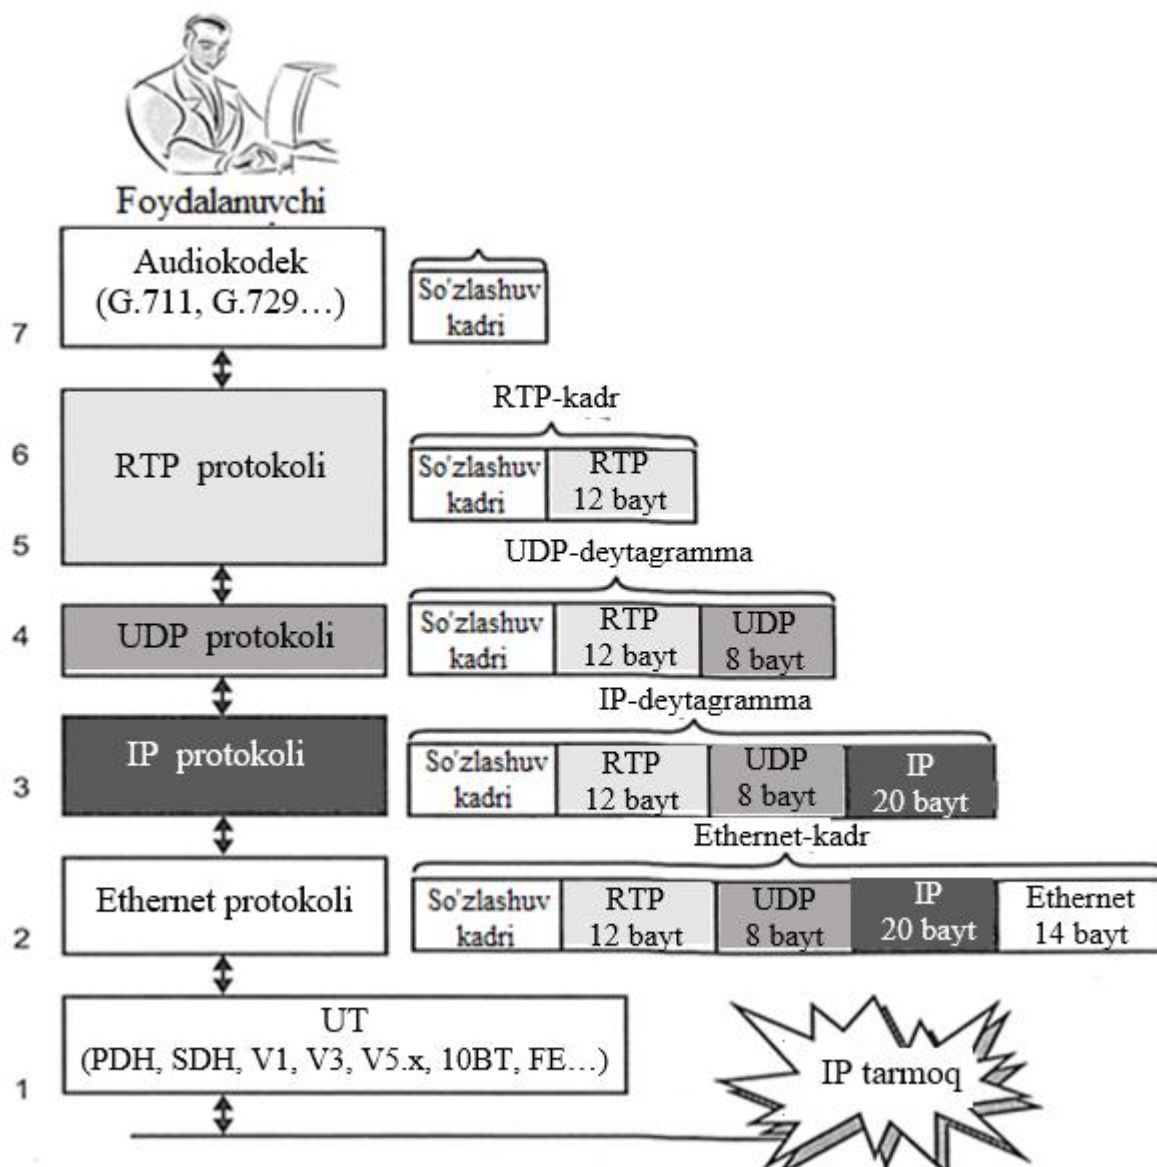 Foydalanuvchi
Audiokodek
(G.711, G.729…)
So'zlashuv
kadri
7
RTP-kadr
6
RTP protokoli
So'zlashuv
kadri
RTP
12 bayt
5
UDP-deytagramma
4
UDP protokoli
So'zlashuv
kadri
RTP
12 bayt
UDP
8 bayt
IP-deytagramma
3
IP protokoli
So'zlashuv
kadri
RTP
12 bayt
UDP
8 bayt
IP
20 bayt
Ethernet-kadr
2
Ethernet protokoli
So'zlashuv
kadri
RTP
12 bayt
UDP
8 bayt
IP
20 bayt
Ethernet
14 bayt
UT
(PDH, SDH, V1, V3, V5.x, 10BT, FE…)
1
IP tarmoq